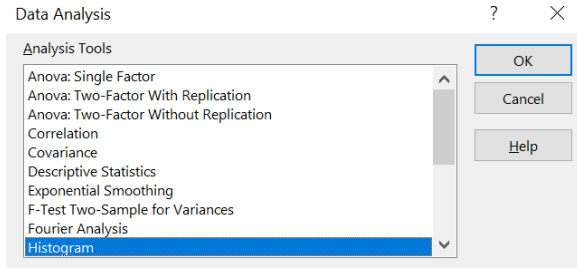 Data Analysis
?
Analysis Tools
Anova: Single Factor
Anova: Two-Factor With Replication
Anova: Two-Factor Without Replication
Correlation
Covariance
Descriptive Statistics
Exponential Smoothing
F-Test Two-Sample for Variances
Fourier Analysis
Histogram
OK
Cancel
Help